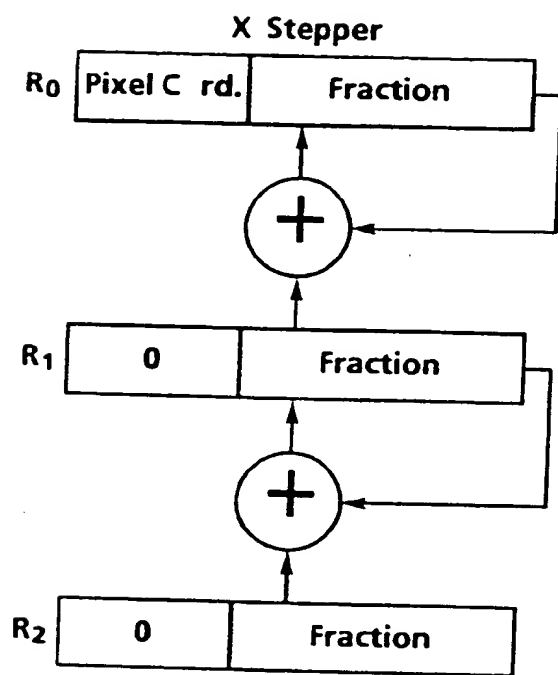 X Stepper
R0 Pixel C rd. Fraction
+
R1 0 Fraction
+
R2 0 Fraction